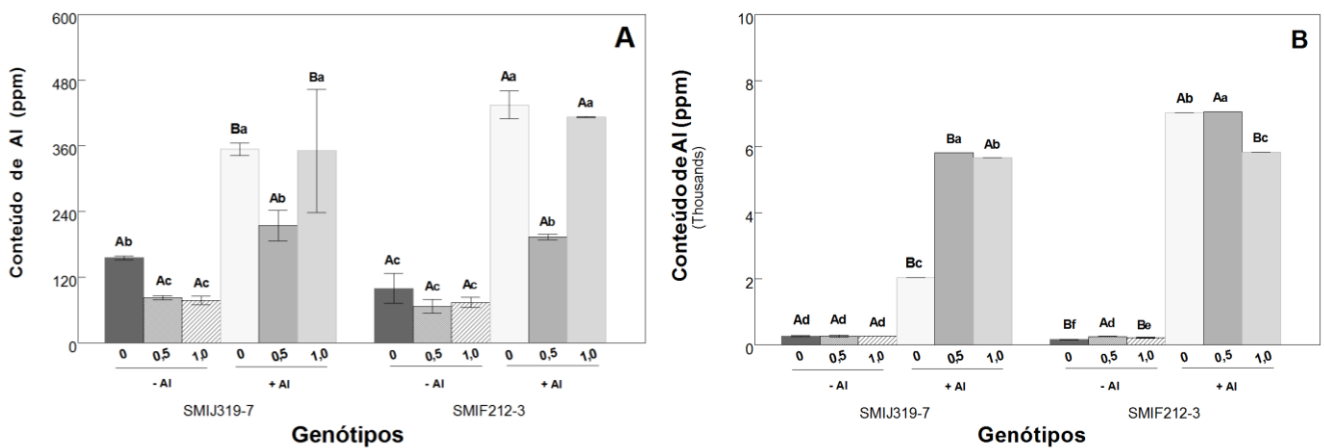 A
Conteúdo de Al (ppm)
600
480
360
240
120
0
Ab
Ac
Ac
Ba
Ab
Ba
Ac
Ac
Ac
Aa
Ab
Aa
0 0,5 1,0 0 0,5 1,0 0 0,5 1,0 0 0,5 1,0
- Al + Al - Al + Al
SMIJ319-7 SMIF212-3
Genótipos
B
Conteúdo de Al (ppm)
(Thousands)
10
8
6
4
2
0
Ad
Ad
Ad
Bc
Ba
Ab
Bf
Ad
Be
Ab
Aa
Bc
0 0,5 1,0 0 0,5 1,0 0 0,5 1,0 0 0,5 1,0
- Al + Al - Al + Al
SMIJ319-7 SMIF212-3
Genótipos